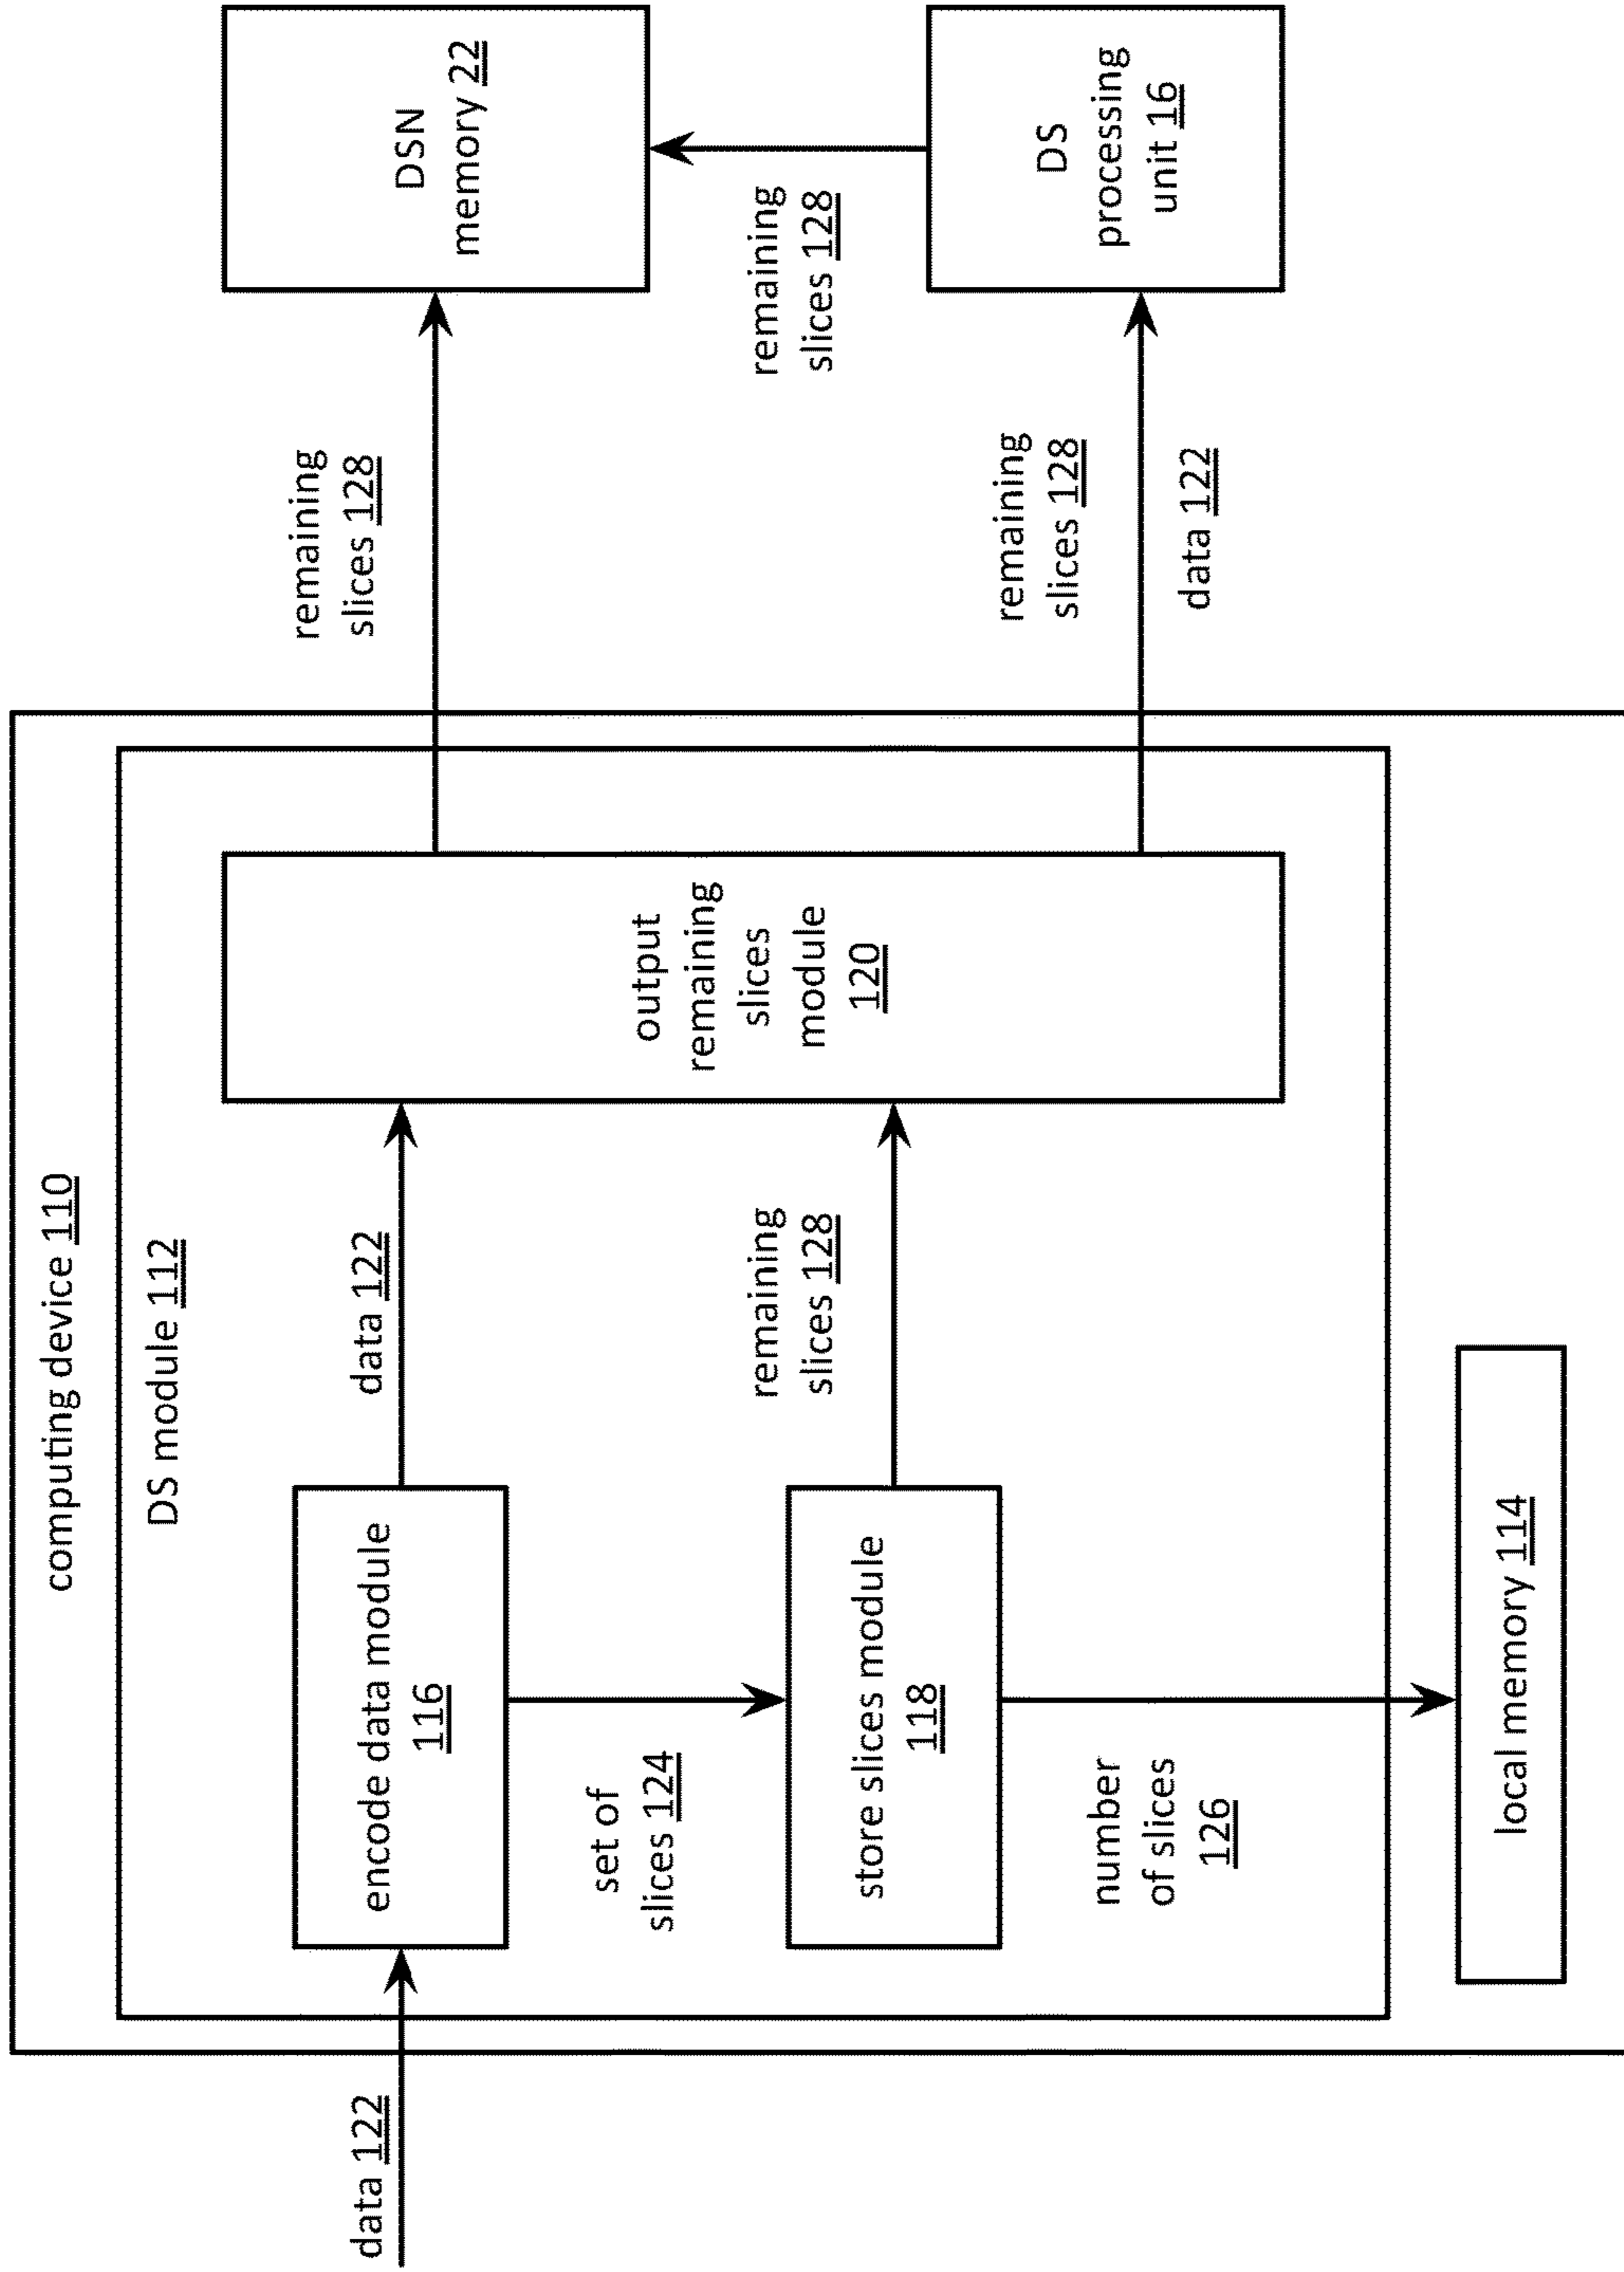 computing device 110
DS module 112
data 122
encode data module
116
data 122
set of
slices 124
store slices module
118
remaining
slices 128
number
of slices
126
local memory 114
output
remaining
slices
module
120
remaining
slices 128
DSN
memory 22
remaining
slices 128
remaining
slices 128
data 122
DS
processing
unit 16